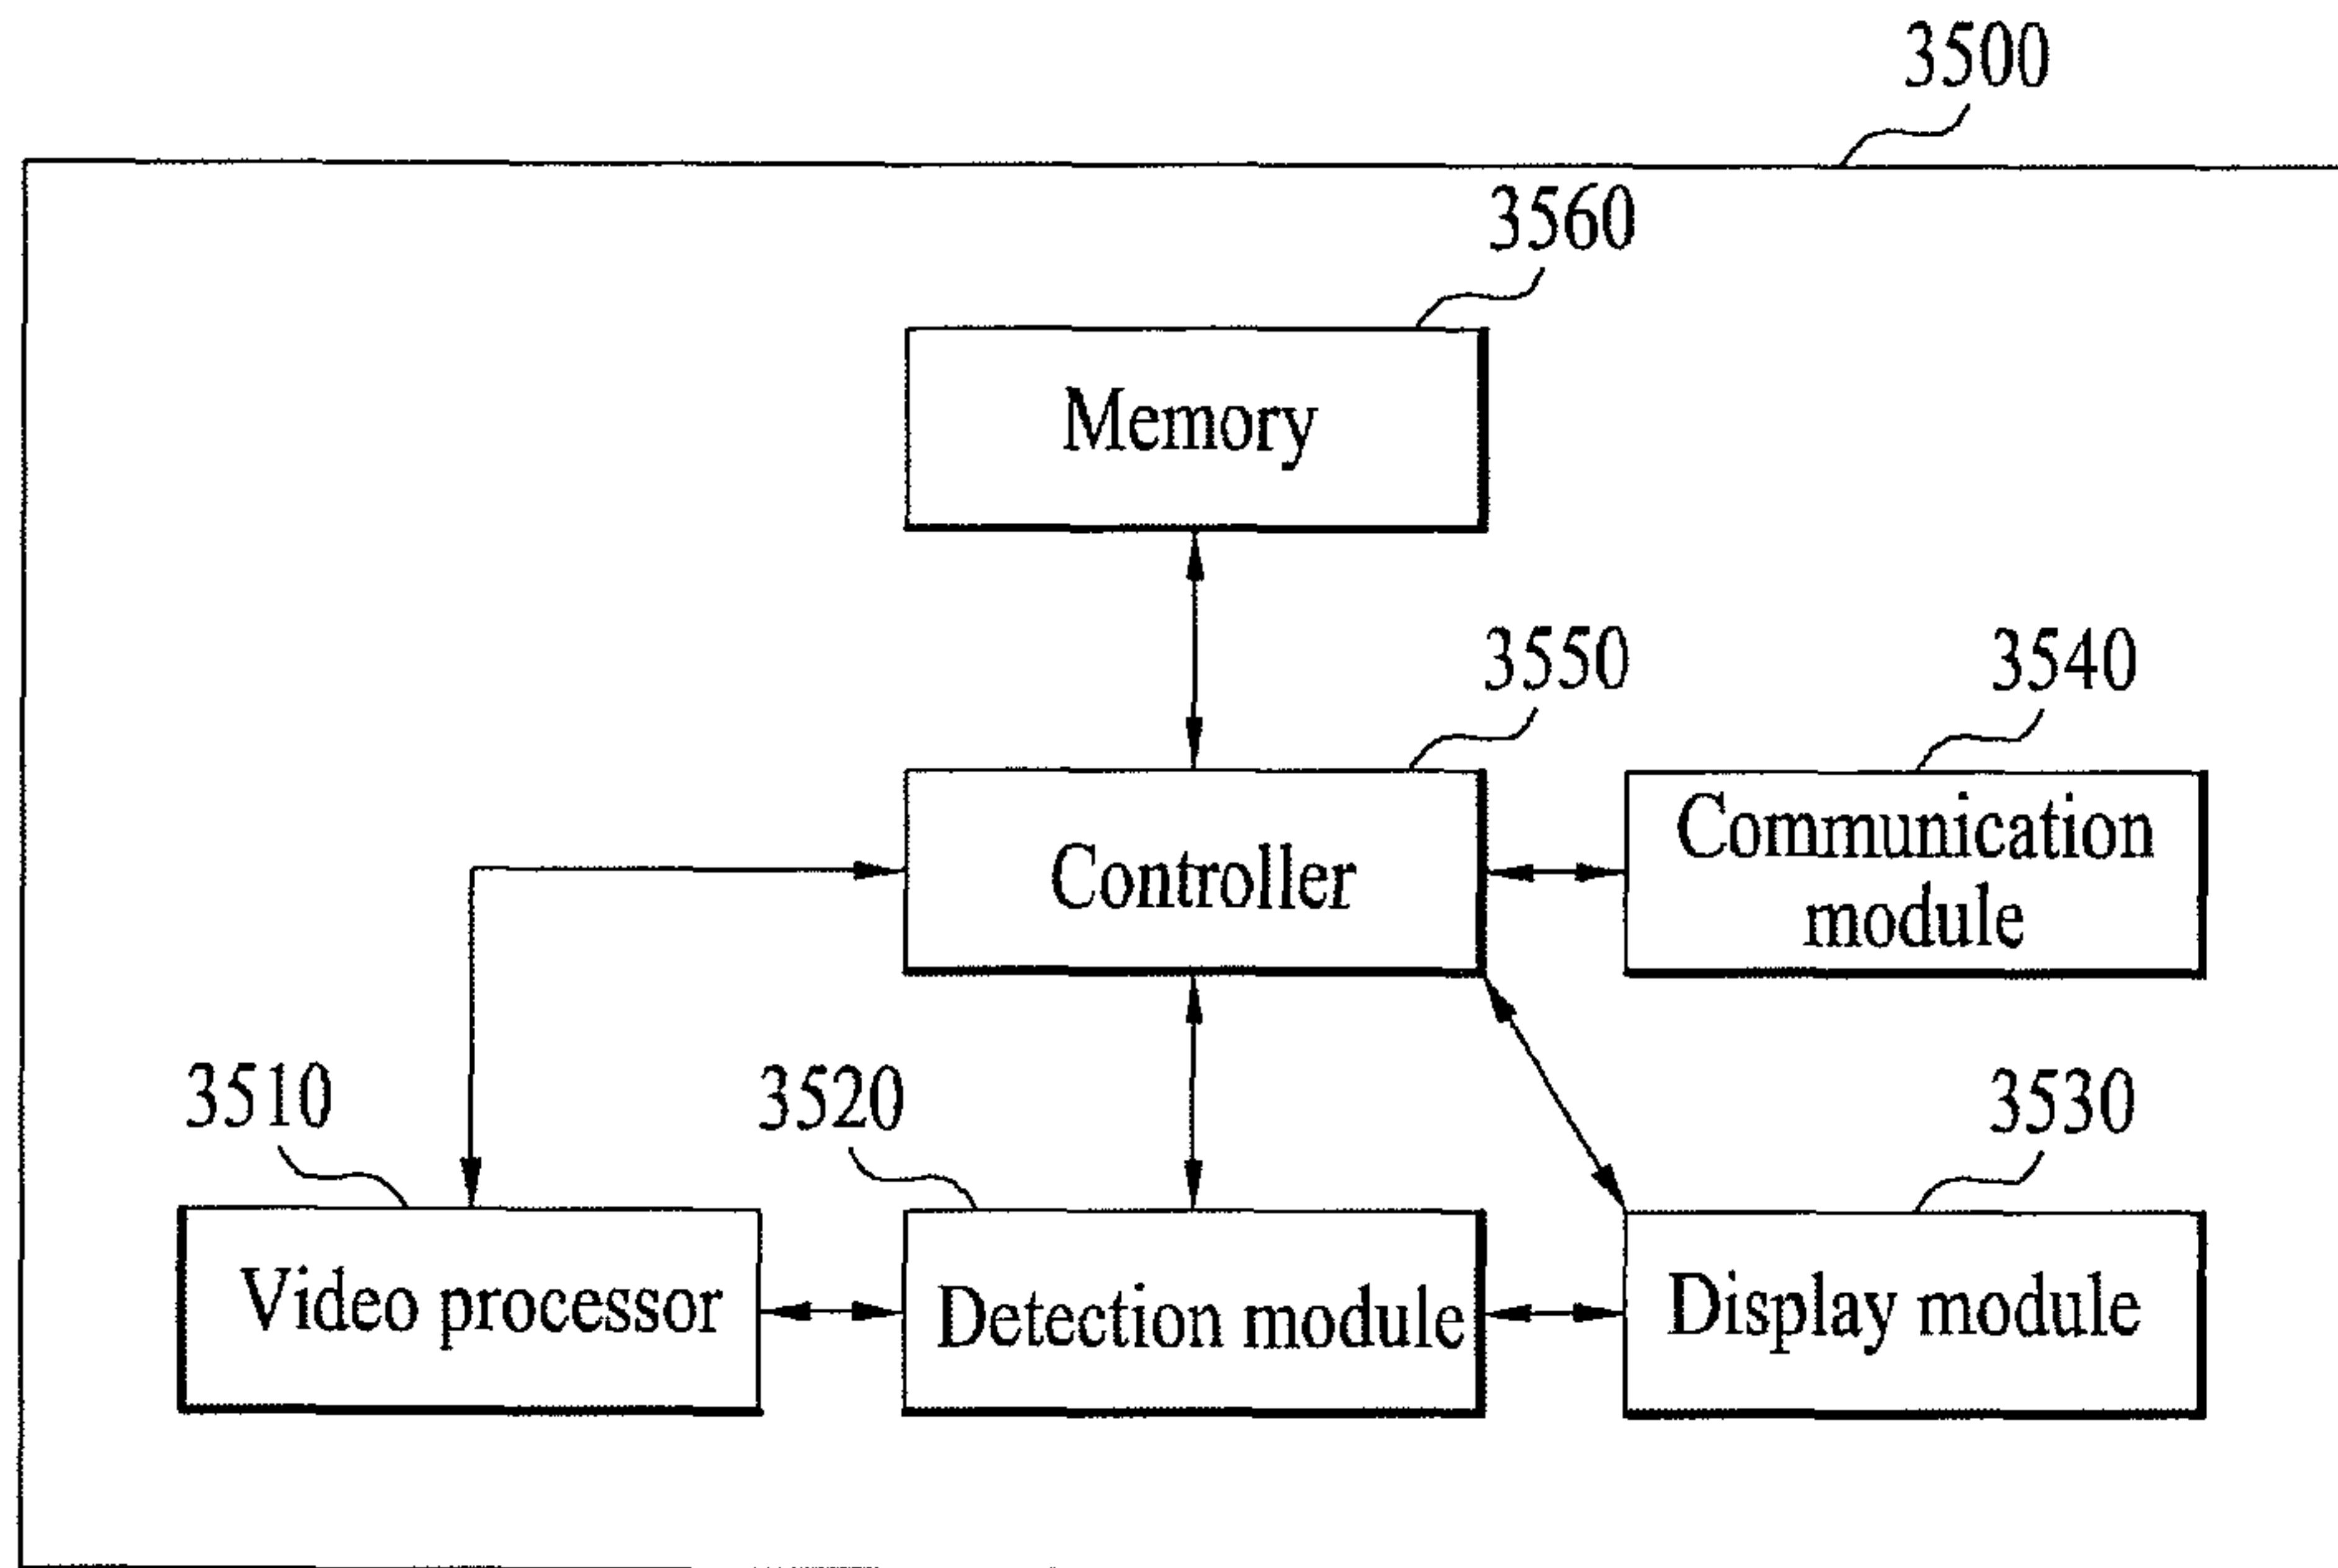 3500
3560
Memory
3550
3540
Controller
Communication
module
3510
3520
3530
Video processor
Detection module
Display module